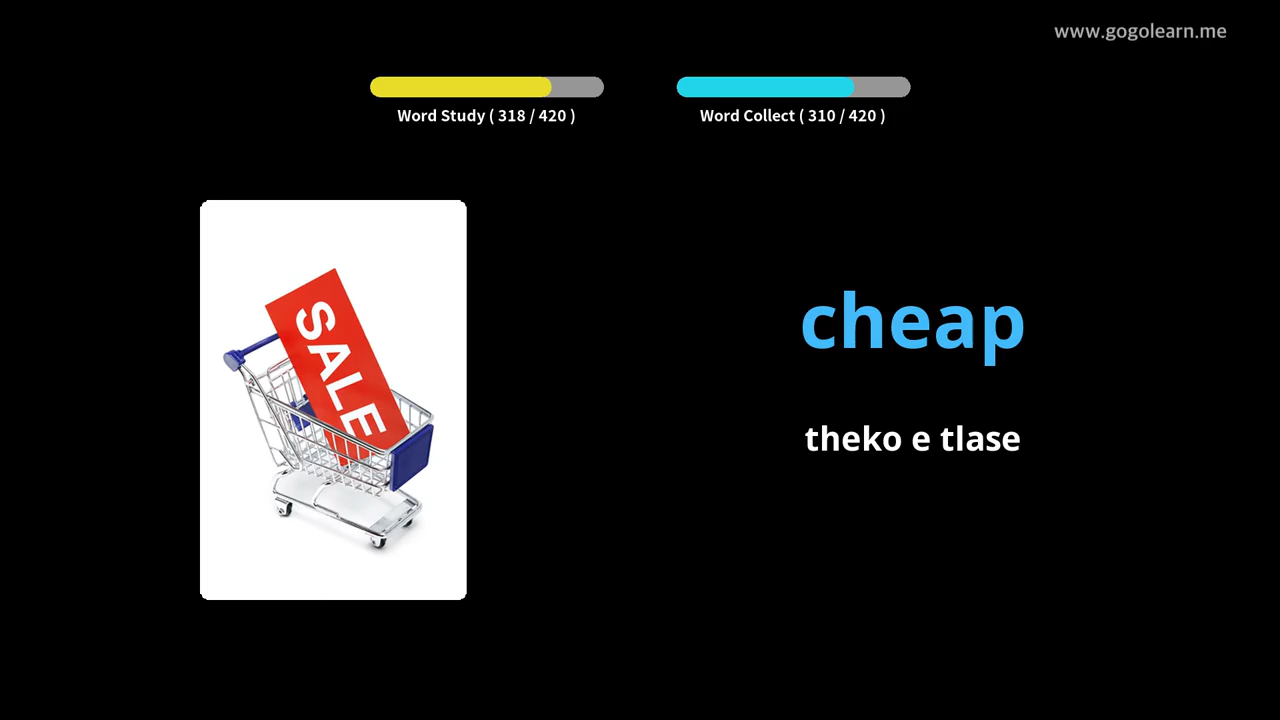 www.gogolearn.me
Word Study ( 318 / 420 )
Word Collect ( 310 / 420 )
SALE
cheap
theko e tlase